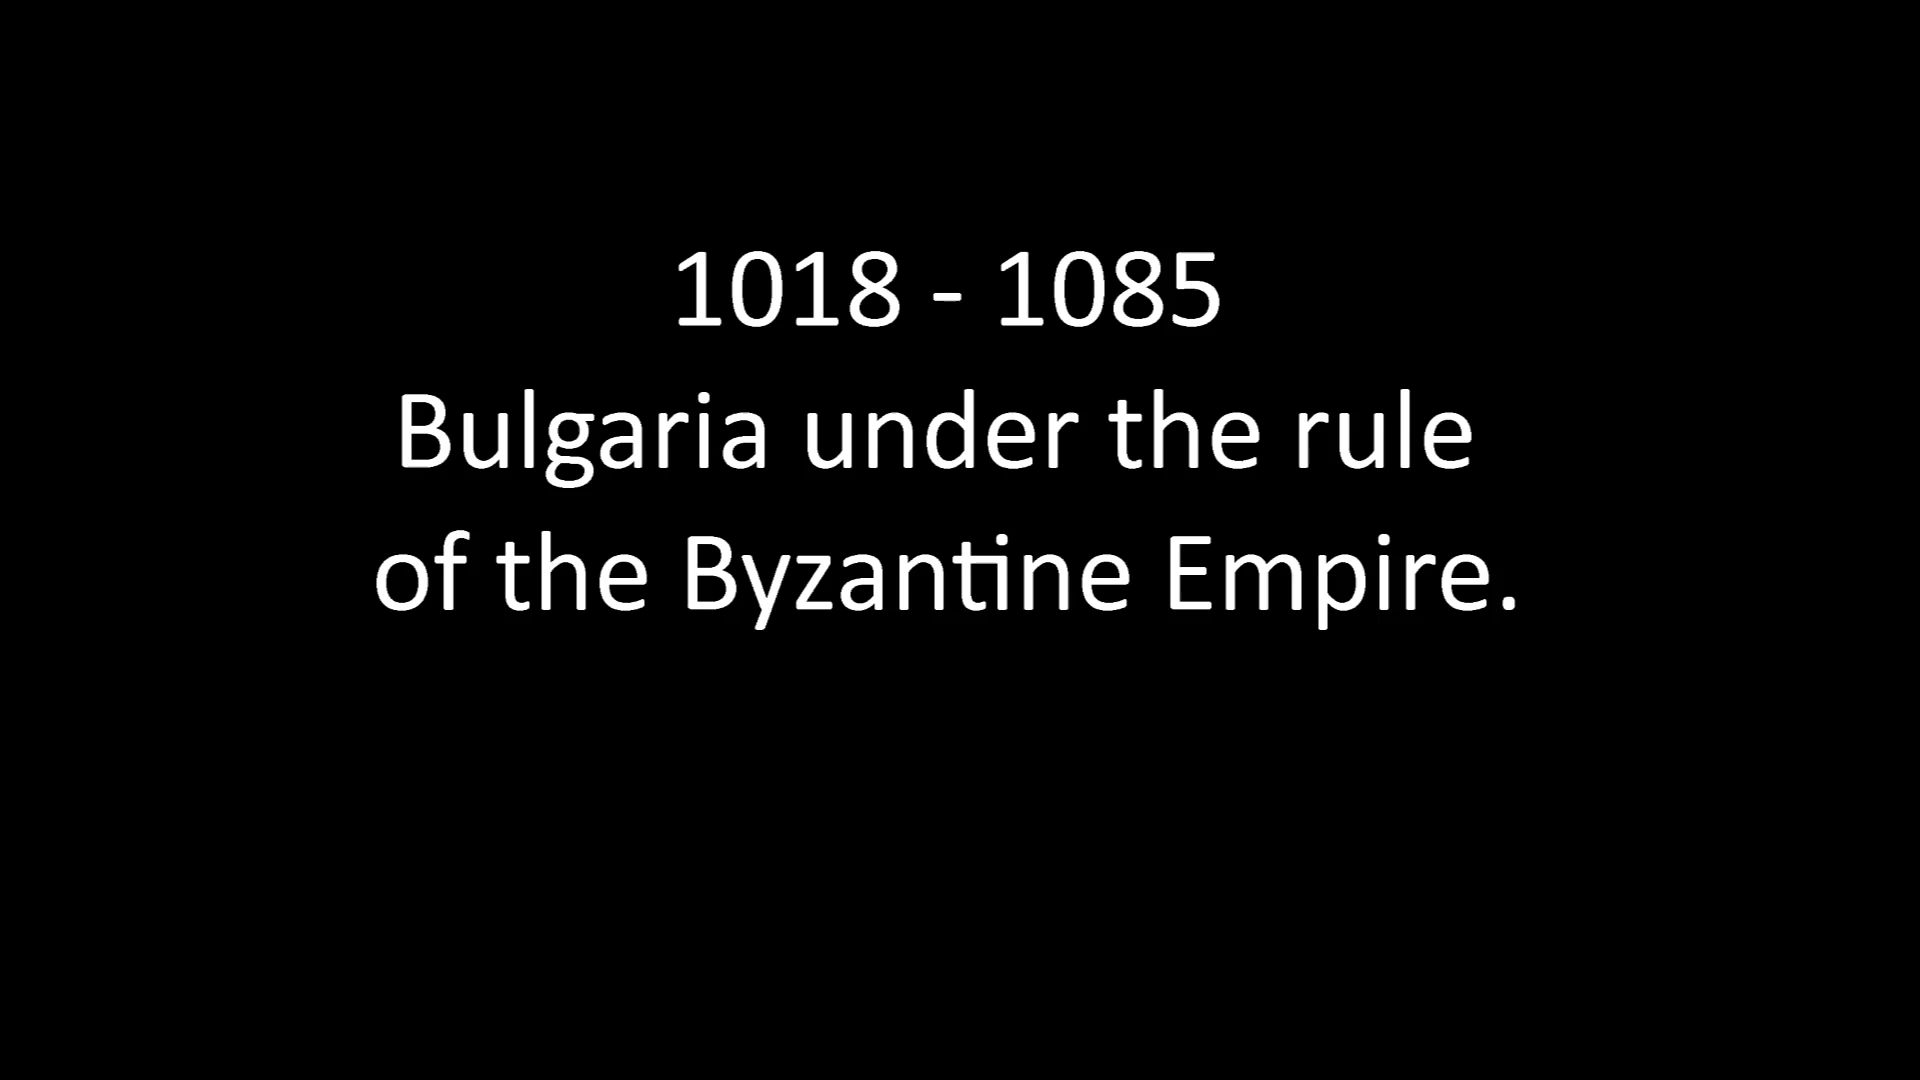 1018 - 1085
Bulgaria under the rule
of the Byzantine Empire.